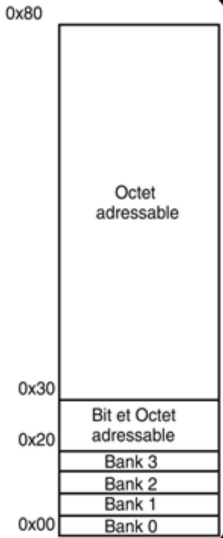 0x80
Octet
adressable
0x30
Bit et Octet
adressable
0x20
Bank 3
Bank 2
Bank 1
0x00
Bank 0